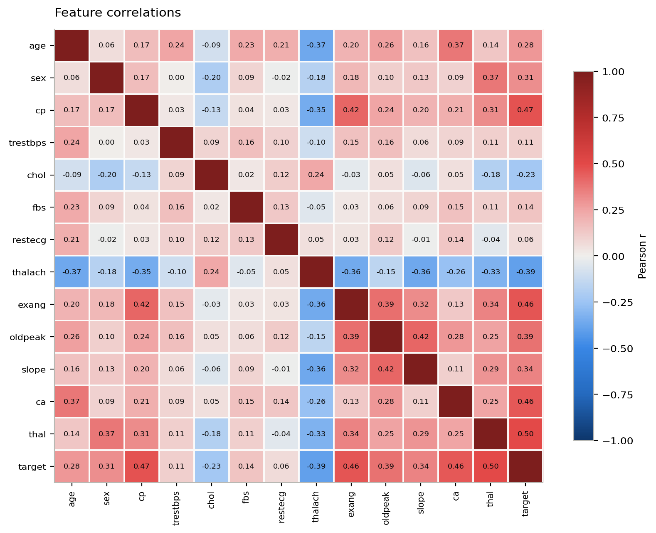 Feature correlations
age 0.06 0.17 0.24 -0.09 0.23 0.21 -0.37 0.20 0.26 0.16 0.37 0.14 0.28 1.00
sex 0.06 0.17 0.00 -0.20 0.09 -0.02 -0.18 0.18 0.10 0.13 0.09 0.37 0.31 0.75
cp 0.17 0.17 0.03 -0.13 0.04 0.03 -0.35 0.42 0.24 0.20 0.21 0.31 0.47 0.50
trestbps 0.24 0.00 0.03 0.09 0.16 0.10 -0.10 0.15 0.16 0.06 0.09 0.11 0.11
chol -0.09 -0.20 -0.13 0.09 0.02 0.12 0.24 -0.03 0.05 -0.06 0.05 -0.18 -0.23 0.25
fbs 0.23 0.09 0.04 0.16 0.02 0.13 -0.05 0.03 0.06 0.09 0.15 0.11 0.14
restecg 0.21 -0.02 0.03 0.10 0.12 0.13 0.05 0.03 0.12 -0.01 0.14 -0.04 0.06 0.00 Pearson r
thalach -0.37 -0.18 -0.35 -0.10 0.24 -0.05 0.05 -0.36 -0.15 -0.36 -0.26 -0.33 -0.39
exang 0.20 0.18 0.42 0.15 -0.03 0.03 0.03 -0.36 0.39 0.32 0.13 0.34 0.46 −0.25
oldpeak 0.26 0.10 0.24 0.16 0.05 0.06 0.12 -0.15 0.39 0.42 0.28 0.25 0.39 −0.50
slope 0.16 0.13 0.20 0.06 -0.06 0.09 -0.01 -0.36 0.32 0.42 0.11 0.29 0.34
ca 0.37 0.09 0.21 0.09 0.05 0.15 0.14 -0.26 0.13 0.28 0.11 0.25 0.46 −0.75
thal 0.14 0.37 0.31 0.11 -0.18 0.11 -0.04 -0.33 0.34 0.25 0.29 0.25 0.50 −1.00
target 0.28 0.31 0.47 0.11 -0.23 0.14 0.06 -0.39 0.46 0.39 0.34 0.46 0.50
age sex cp trestbps chol fbs restecg thalach exang oldpeak slope ca thal target